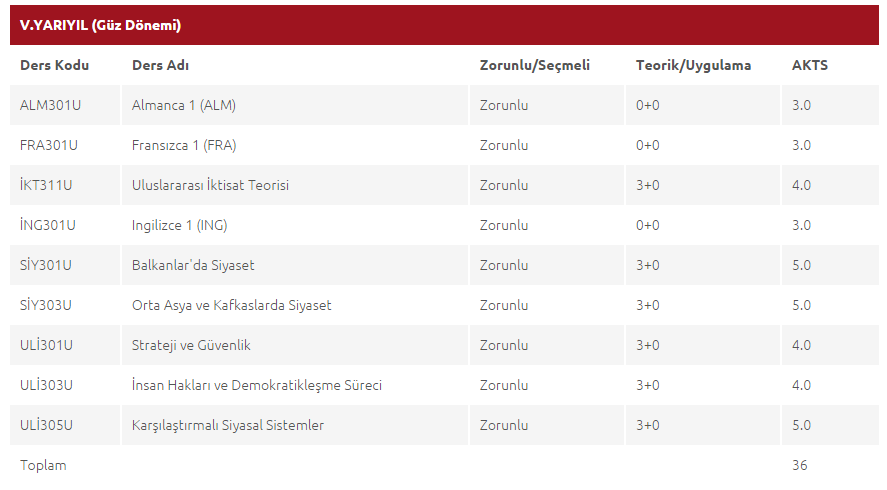 V.YARIYIL (Güz Dönemi)
Ders Kodu Ders Adı Zorunlu/Seçmeli Teorik/Uygulama AKTS
ALM301U Almanca 1 (ALM) Zorunlu 0+0 3.0
FRA301U Fransızca 1 (FRA) Zorunlu 0+0 3.0
İKT311U Uluslararası İktisat Teorisi Zorunlu 3+0 4.0
İNG301U Ingilizce 1 (ING) Zorunlu 0+0 3.0
SİY301U Balkanlar`da Siyaset Zorunlu 3+0 5.0
SİY303U Orta Asya ve Kafkaslarda Siyaset Zorunlu 3+0 5.0
ULİ301U Strateji ve Güvenlik Zorunlu 3+0 4.0
ULİ303U İnsan Hakları ve Demokratikleşme Süreci Zorunlu 3+0 4.0
ULİ305U Karşılaştırmalı Siyasal Sistemler Zorunlu 3+0 5.0
Toplam 36